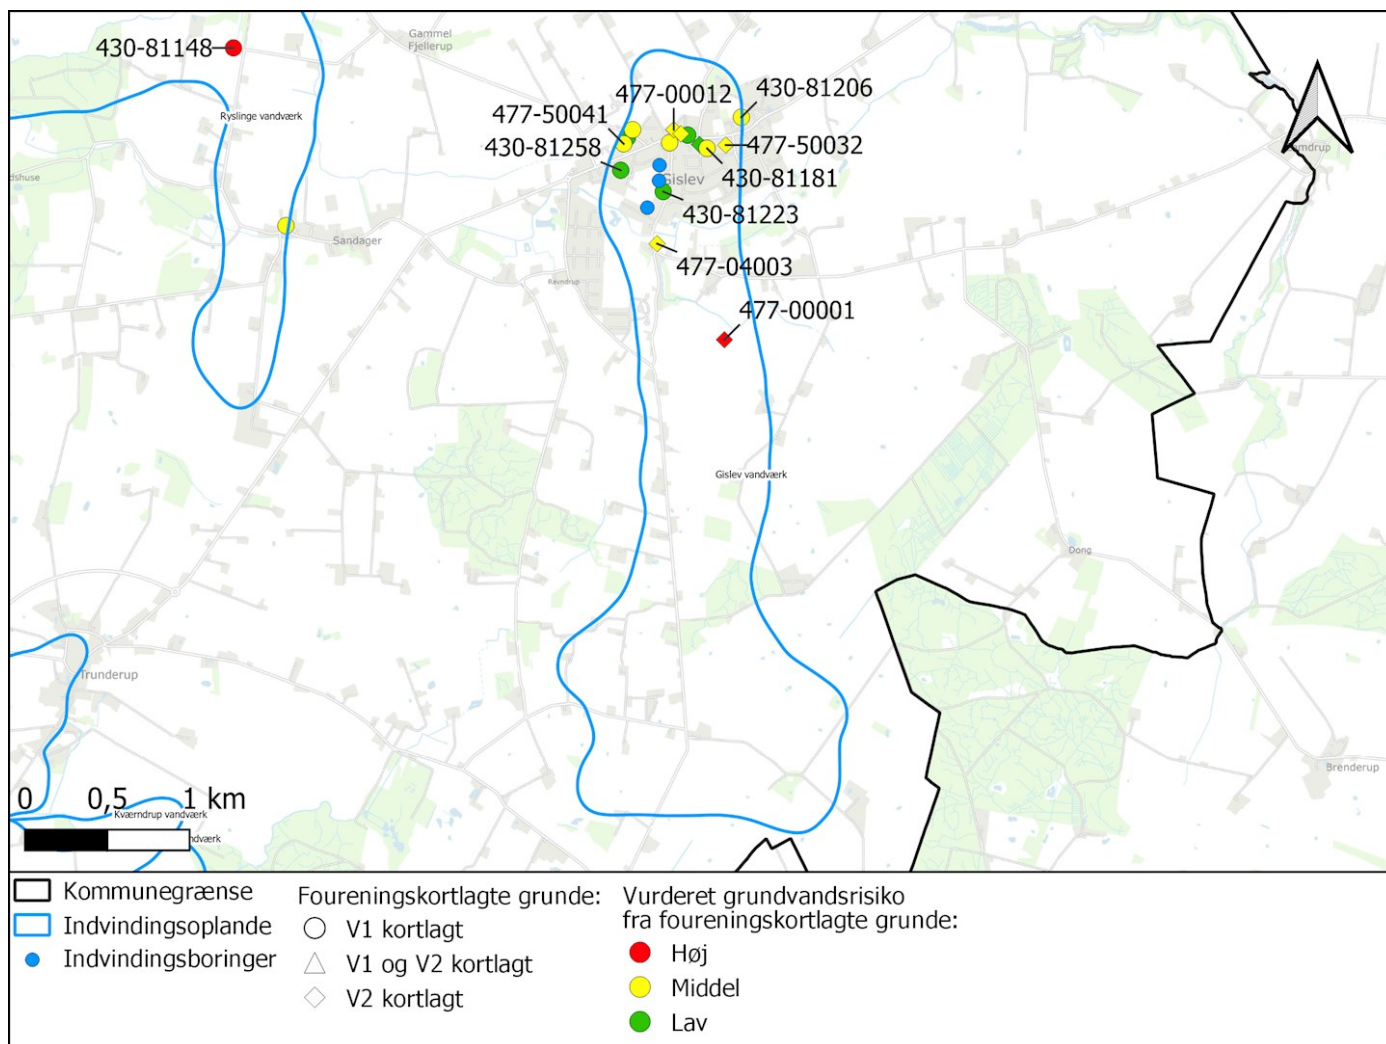 430-81148
Gammel
Fjellerup
Ryslinge vandværk
477-00012
430-81206
477-50041
430-81258
477-50032
Gislev
430-81181
430-81223
Sandager
477-04003
Ravndrup
477-00001
Gislev vandværk
Dong
Trunderup
Brenderup
0 0,5 1 km
Kværndrup vandværk
ndværk
Kommunegrænse
Indvindingsoplande
Indvindingsboringer
Foureningskortlagte grunde:
V1 kortlagt
V1 og V2 kortlagt
V2 kortlagt
Vurderet grundvandsrisiko
fra foureningskortlagte grunde:
Høj
Middel
Lav